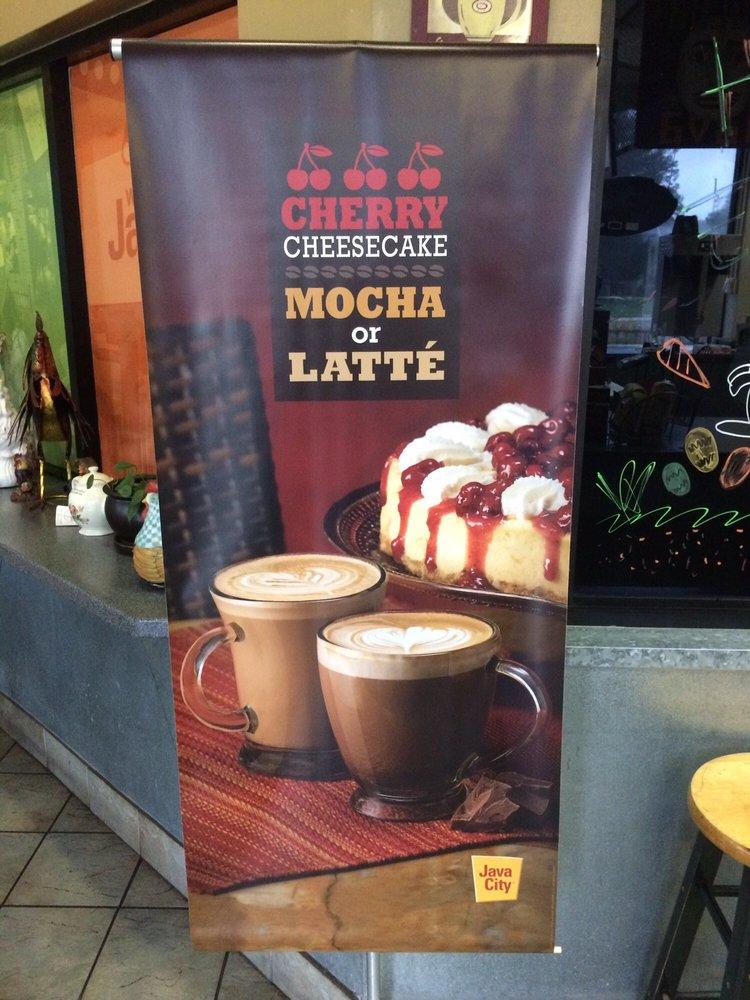 CHERRY
CHEESECAKE
MOCHA
or
LATTÉ
Java
City